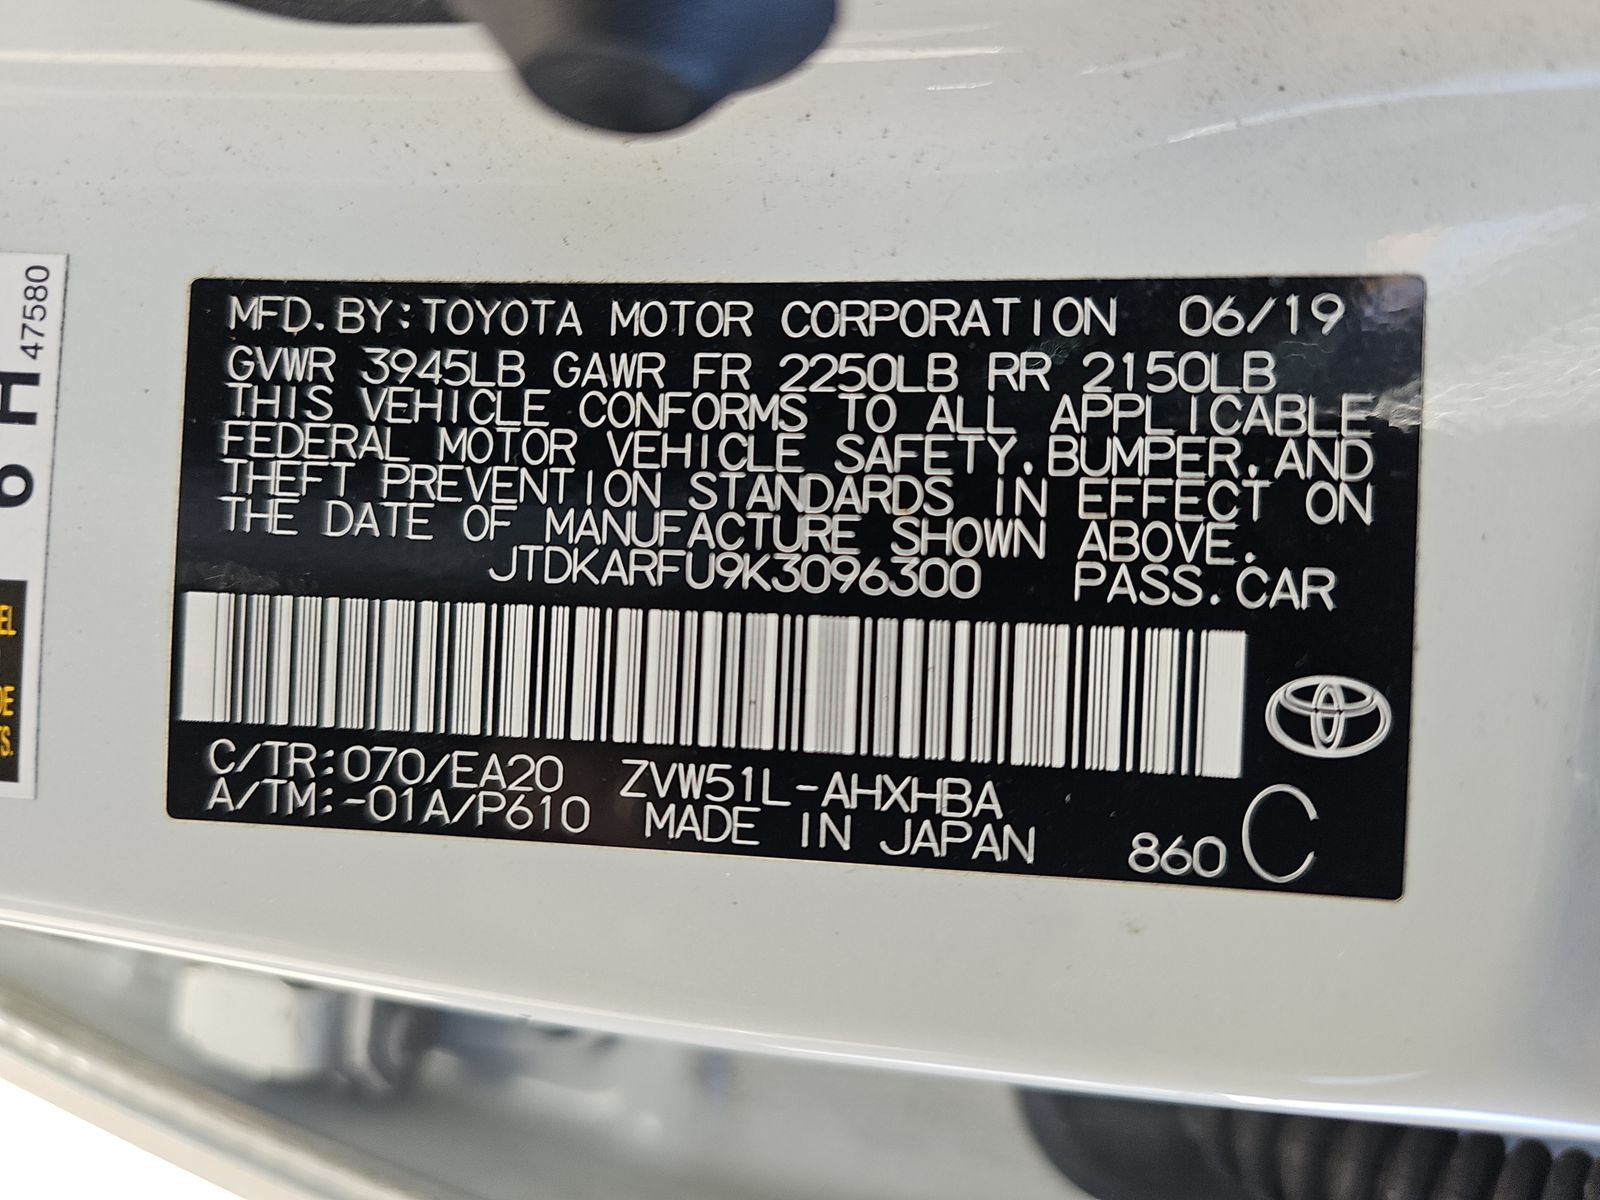 MFD. BY: TOYOTA MOTOR CORPORATION 06/19
GVWR 3945LB GAWR FR 2250LB RR 2150LB
THIS VEHICLE CONFORMS TO ALL APPLICABLE
FEDERAL MOTOR VEHICLE SAFETY, BUMPER, AND
THEFT PREVENTION STANDARDS IN EFFECT ON
THE DATE OF MANUFACTURE SHOWN ABOVE.
JTDKARFU9K3096300 PASS. CAR
C/TR: 070/EA20 ZVW51L-AHXHBA
A/TM: -01A/P610 MADE IN JAPAN 860 C
47580